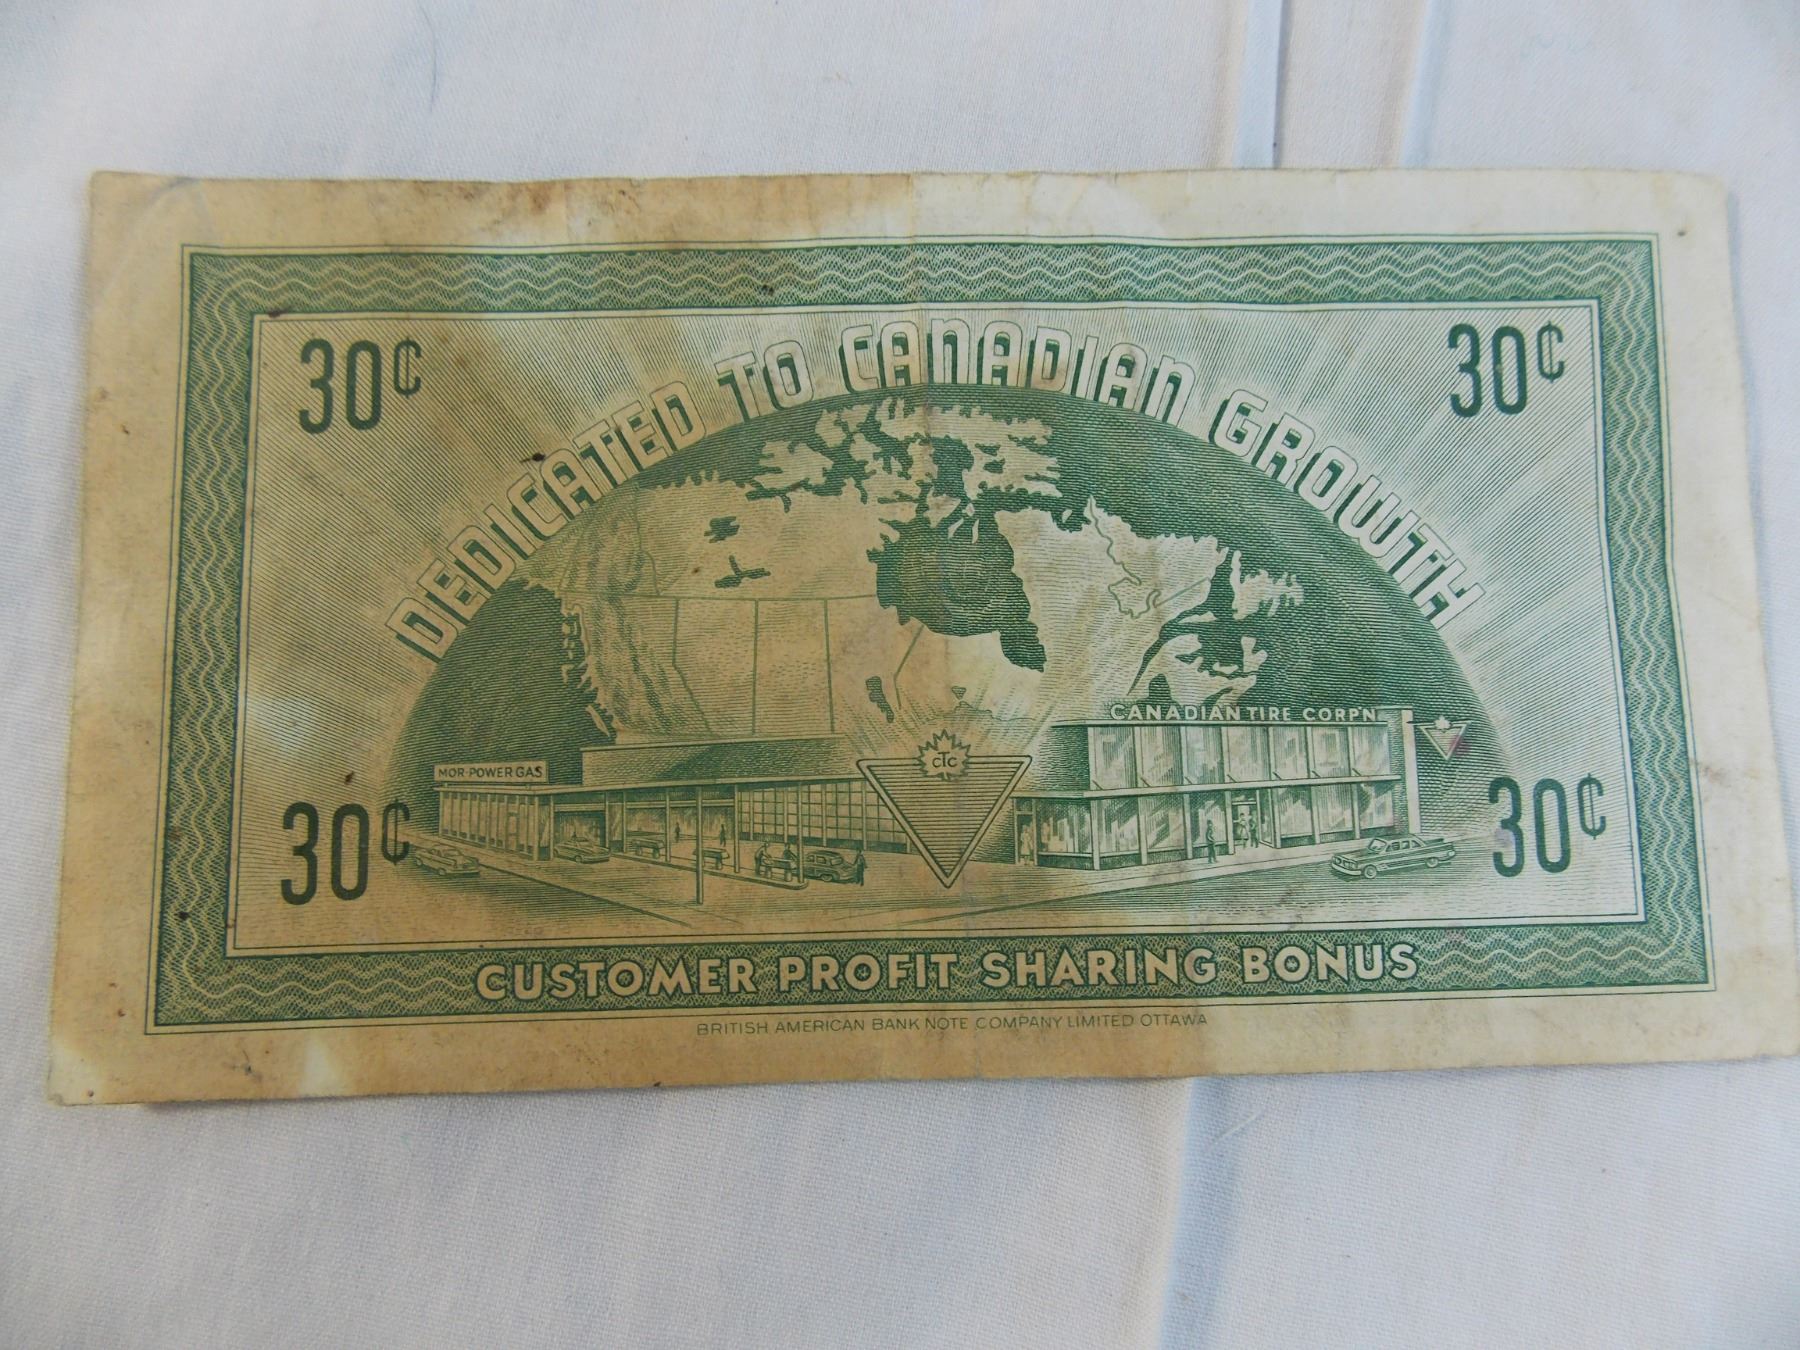 30¢ 30¢
DEDICATED TO CANADIAN GROWTH
CANADIAN TIRE CORP'N
MOR-POWER GAS
CTC
30¢ 30¢
CUSTOMER PROFIT SHARING BONUS
BRITISH AMERICAN BANK NOTE COMPANY LIMITED OTTAWA